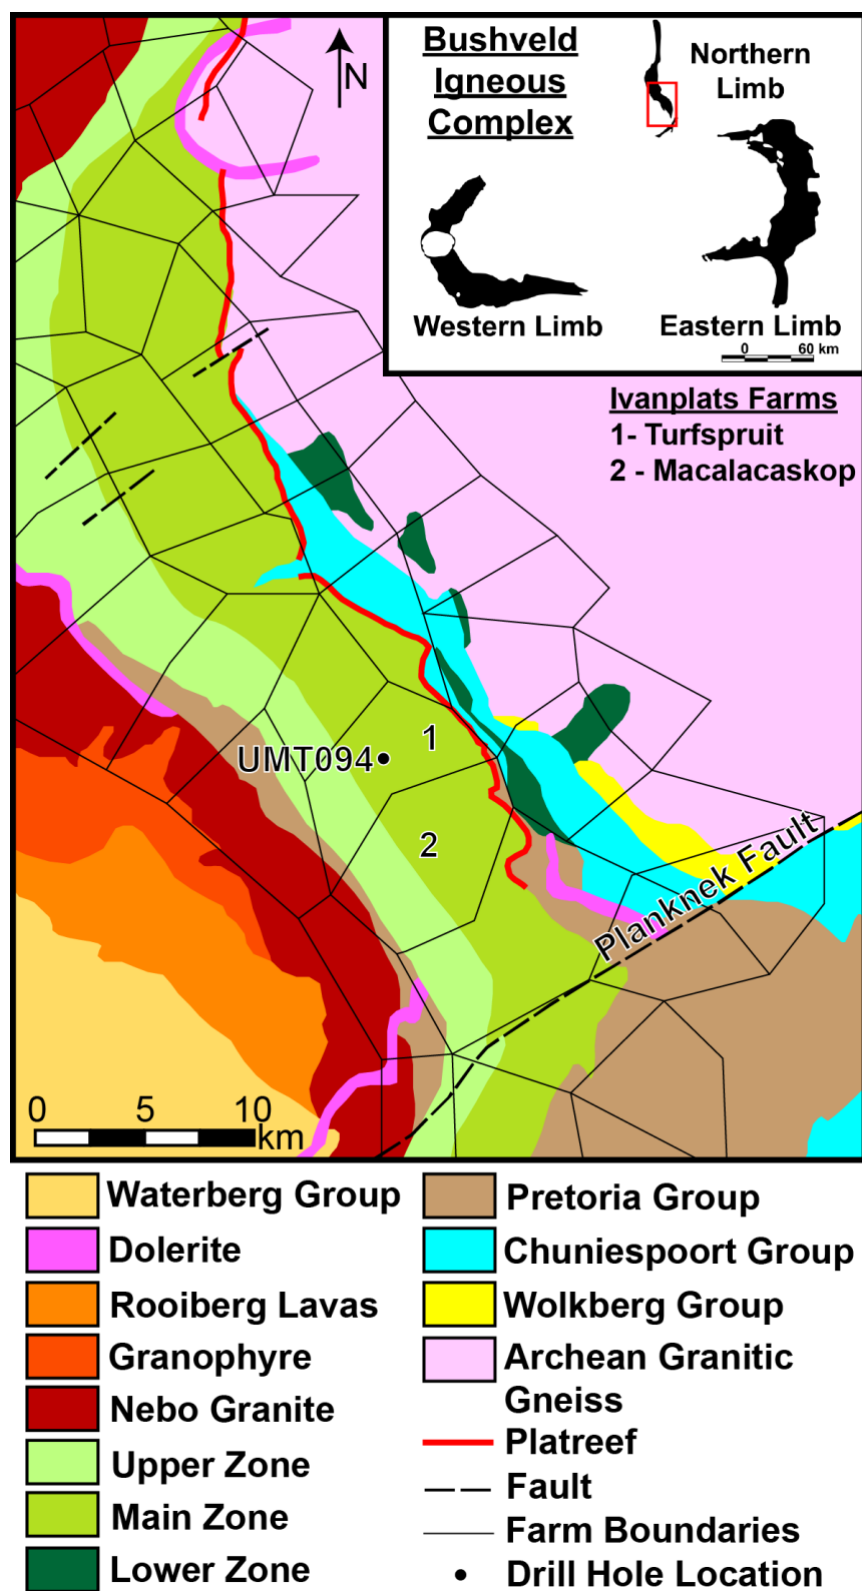 N
Bushveld
Igneous
Complex
Northern
Limb
Western Limb
Eastern Limb
0 60 km
Ivanplats Farms
1- Turfspruit
2 - Macalacaskop
1
UMT094
2
Planknek Fault
0 5 10
km
Waterberg Group
Dolerite
Rooiberg Lavas
Granophyre
Nebo Granite
Upper Zone
Main Zone
Lower Zone
Pretoria Group
Chuniespoort Group
Wolkberg Group
Archean Granitic
Gneiss
Platreef
Fault
Farm Boundaries
Drill Hole Location